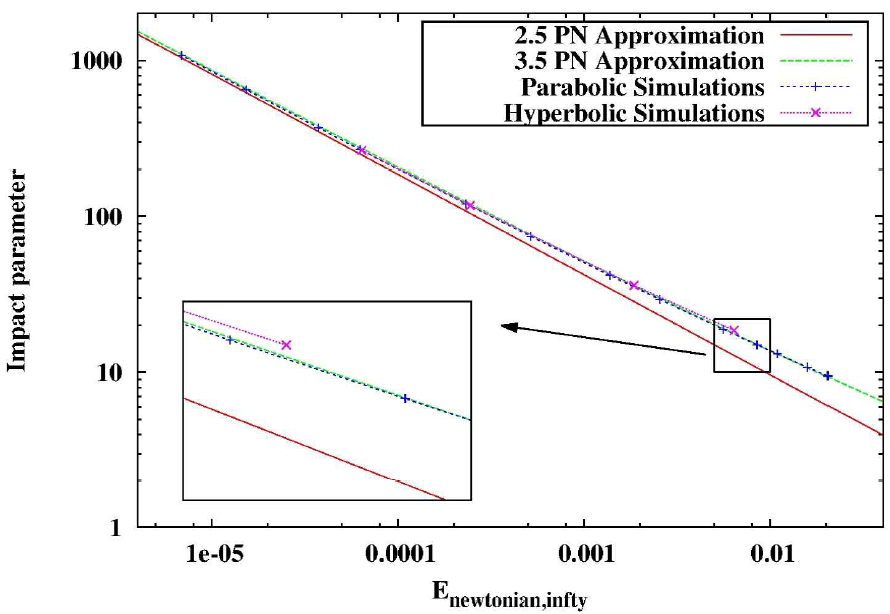 2.5 PN Approximation
3.5 PN Approximation
Parabolic Simulations
Hyperbolic Simulations
1000
100
10
1
Impact parameter
1e-05 0.0001 0.001 0.01
E_newtonian,infty